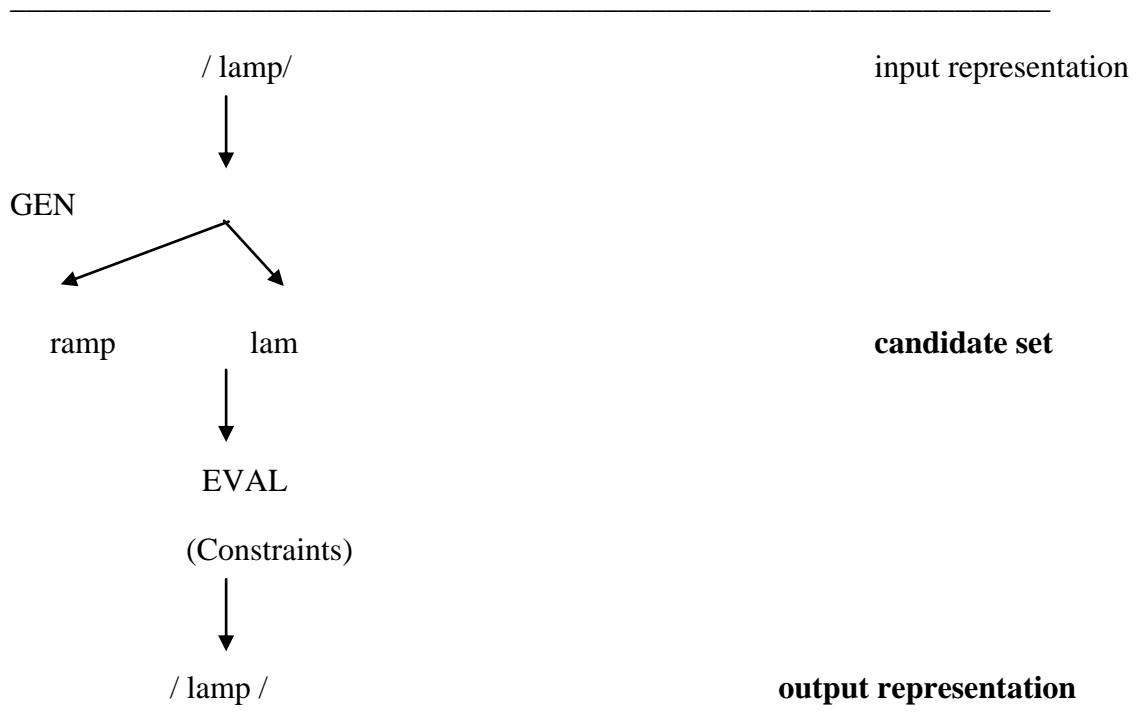 / lamp/ input representation
GEN
ramp lam candidate set
EVAL
(Constraints)
/ lamp / output representation